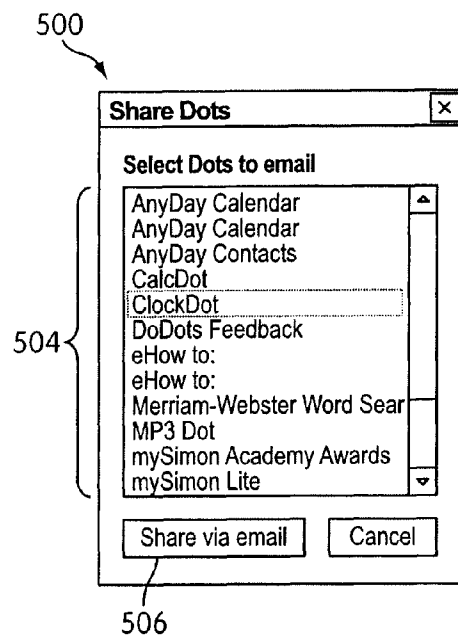 500
Share Dots ×
Select Dots to email
AnyDay Calendar
AnyDay Calendar
AnyDay Contacts
CalcDot
ClockDot
504
DoDots Feedback
eHow to:
eHow to:
Merriam-Webster Word Sear
MP3 Dot
mySimon Academy Awards
mySimon Lite
Share via email Cancel
506